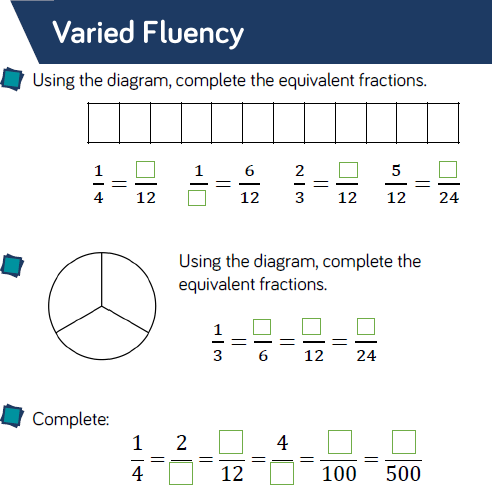 Varied Fluency
Using the diagram, complete the equivalent fractions.
1/4 = □/12   1/□ = 6/12   2/3 = □/12   5/12 = □/24
Using the diagram, complete the
equivalent fractions.
1/3 = □/6 = □/12 = □/24
Complete:
1/4 = 2/□ = □/12 = 4/□ = □/100 = □/500